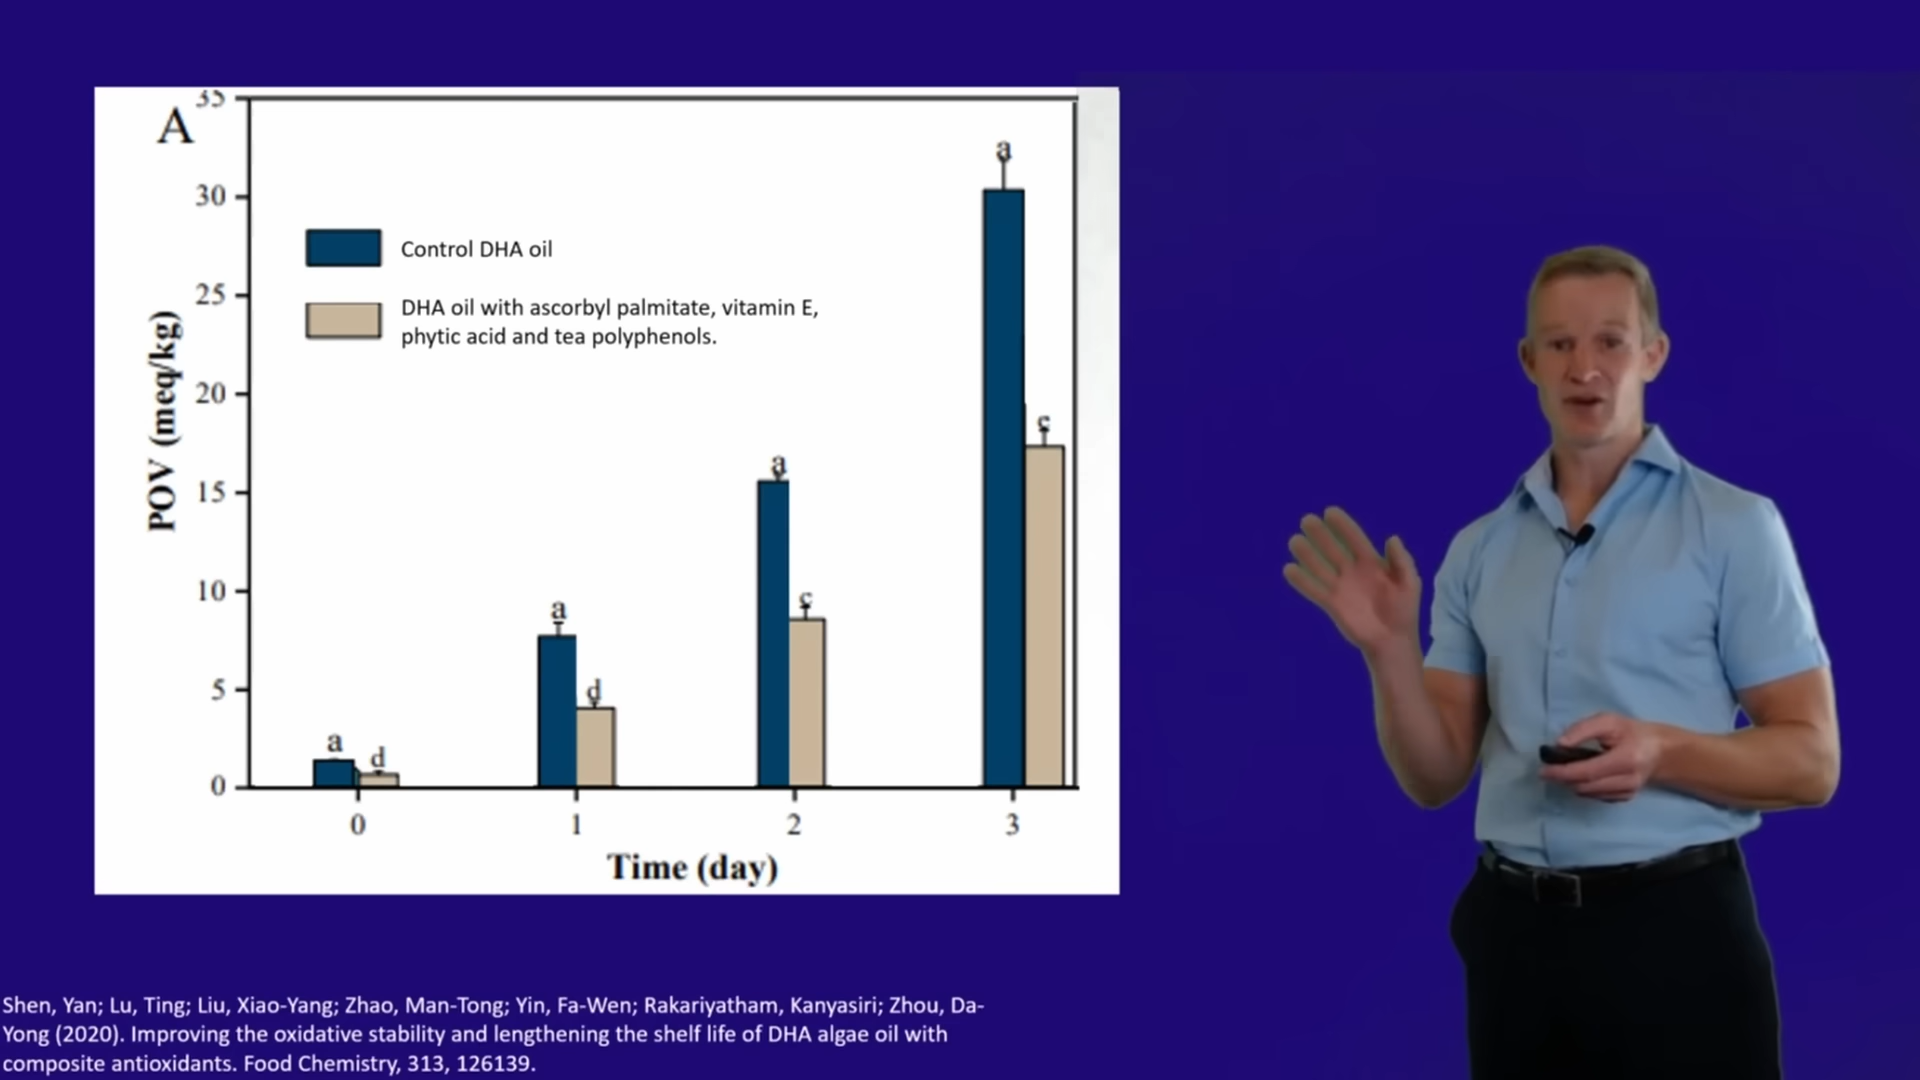 A
35
30
25
20
15
10
5
0
POV (meq/kg)
Control DHA oil
DHA oil with ascorbyl palmitate, vitamin E,
phytic acid and tea polyphenols.
a
d
a
d
a
c
a
c
0
1
2
3
Time (day)
Shen, Yan; Lu, Ting; Liu, Xiao-Yang; Zhao, Man-Tong; Yin, Fa-Wen; Rakariyatham, Kanyasiri; Zhou, Da-
Yong (2020). Improving the oxidative stability and lengthening the shelf life of DHA algae oil with
composite antioxidants. Food Chemistry, 313, 126139.